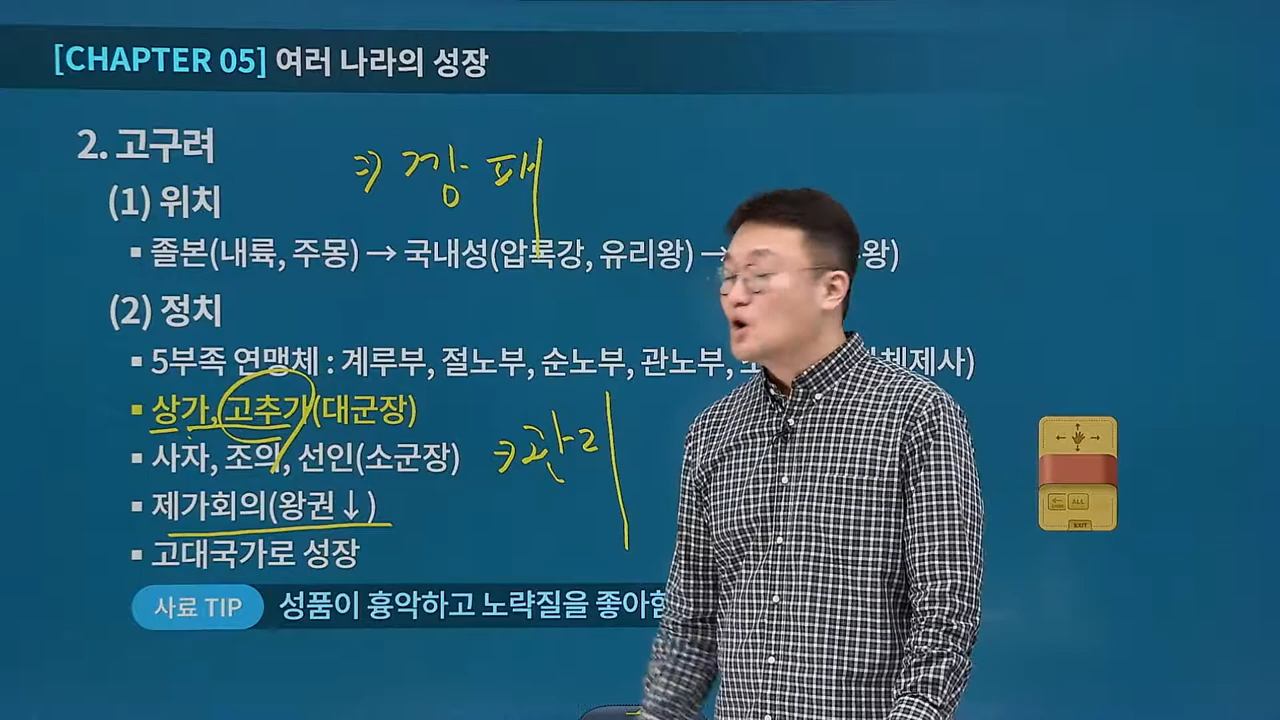 [CHAPTER 05] 여러 나라의 성장
2. 고구려
깡패
(1) 위치
▪ 졸본(내륙, 주몽) → 국내성(압록강, 유리왕) → 왕)
(2) 정치
▪ 5부족 연맹체 : 계루부, 절노부, 순노부, 관노부, 체제사)
▪ 상가, 고추가(대군장)
▪ 사자, 조의, 선인(소군장)
관리
▪ 제가회의(왕권↓)
▪ 고대국가로 성장
사료 TIP 성품이 흉악하고 노략질을 좋아함
ALL
EXIT